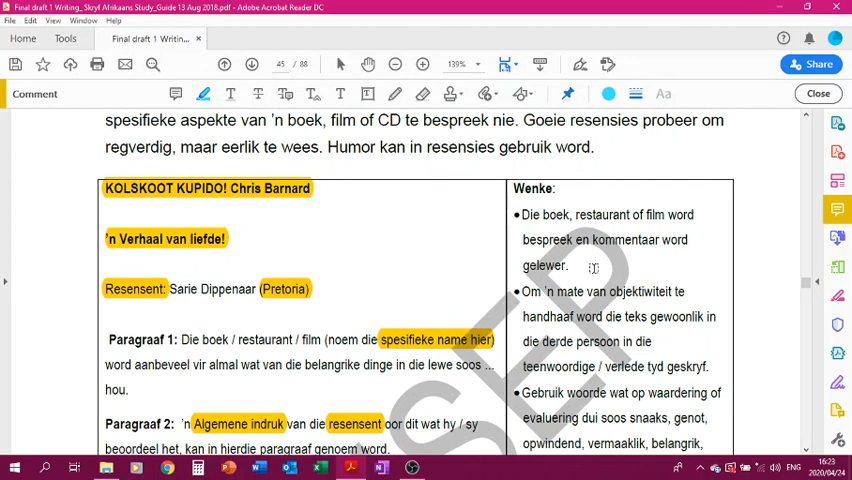 Final draft 1 Writing_ Skryf Afrikaans Study_Guide 13 Aug 2018.pdf - Adobe Acrobat Reader DC
File Edit View Window Help
Home Tools Final draft 1 Writin... ×
Share
45 / 88 139%
Comment Aa Close
spesifieke aspekte van 'n boek, film of CD te bespreek nie. Goeie resensies probeer om
regverdig, maar eerlik te wees. Humor kan in resensies gebruik word.
KOLSKOOT KUPIDO! Chris Barnard
'n Verhaal van liefde!
Resensent: Sarie Dippenaar (Pretoria)
Paragraaf 1: Die boek / restaurant / film (noem die spesifieke name hier)
word aanbeveel vir almal wat van die belangrike dinge in die lewe soos ...
hou.
Paragraaf 2: 'n Algemene indruk van die resensent oor dit wat hy / sy
beoordeel het, kan in hierdie paragraaf genoem word.
Wenke:
•Die boek, restaurant of film word
bespreek en kommentaar word
gelewer.
•Om 'n mate van objektiwiteit te
handhaaf word die teks gewoonlik in
die derde persoon in die
teenwoordige / verlede tyd geskryf.
•Gebruik woorde wat op waardering of
evaluering dui soos snaaks, genot,
opwindend, vermaaklik, belangrik,
SEP
ENG
16:23
2020/04/24